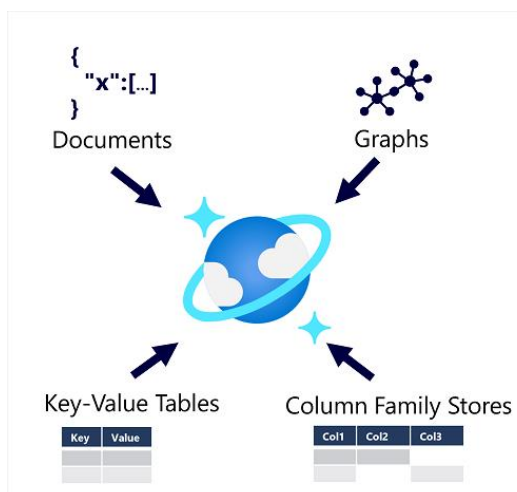 {
"x":[...]
}
Documents
Graphs
Key-Value Tables
Key Value
Column Family Stores
Col1 Col2 Col3